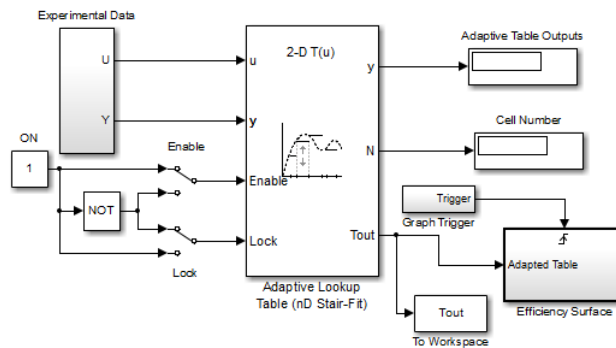 Experimental Data
U
Y
ON
1
NOT
Enable
Lock
2-D T(u)
u
y
Enable
Lock
y
N
Tout
Adaptive Lookup
Table (nD Stair-Fit)
Adaptive Table Outputs
Cell Number
Trigger
Graph Trigger
Adapted Table
Efficiency Surface
Tout
To Workspace